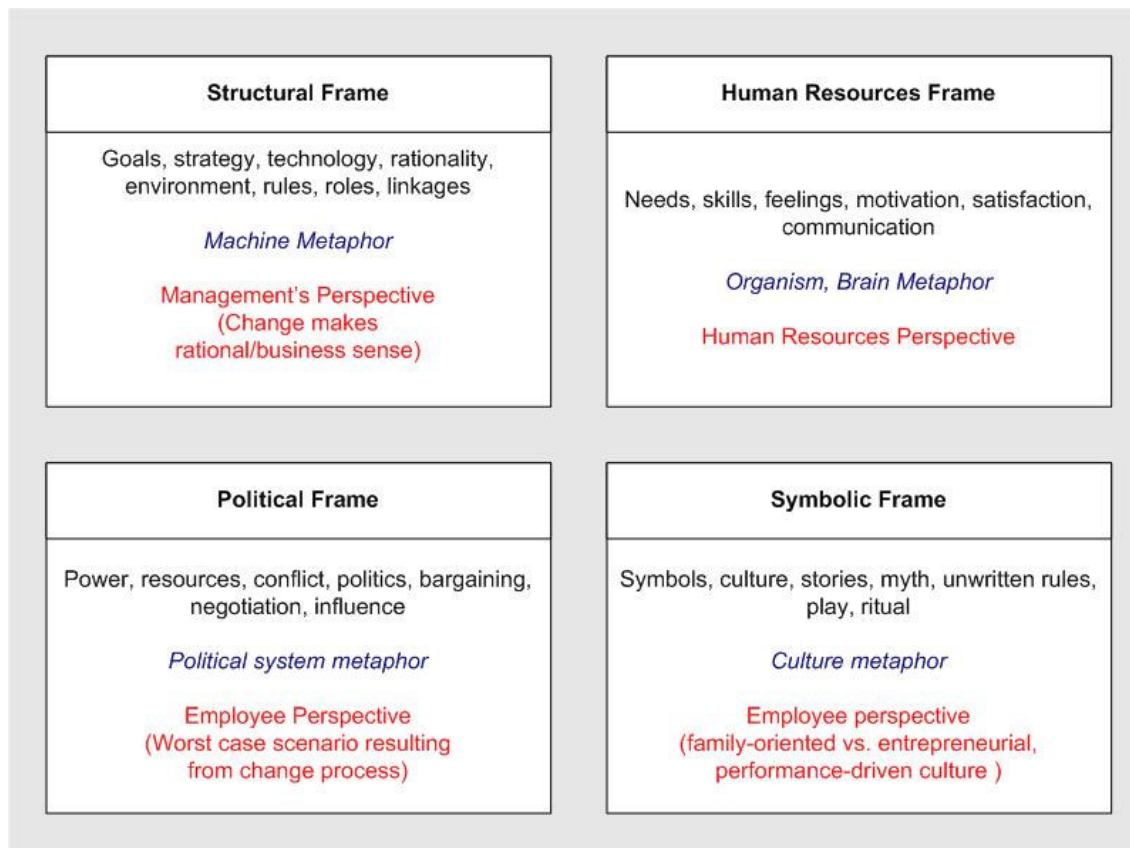 Structural Frame
Goals, strategy, technology, rationality,
environment, rules, roles, linkages
Machine Metaphor
Management’s Perspective
(Change makes
rational/business sense)
Human Resources Frame
Needs, skills, feelings, motivation, satisfaction,
communication
Organism, Brain Metaphor
Human Resources Perspective
Political Frame
Power, resources, conflict, politics, bargaining,
negotiation, influence
Political system metaphor
Employee Perspective
(Worst case scenario resulting
from change process)
Symbolic Frame
Symbols, culture, stories, myth, unwritten rules,
play, ritual
Culture metaphor
Employee perspective
(family-oriented vs. entrepreneurial,
performance-driven culture )